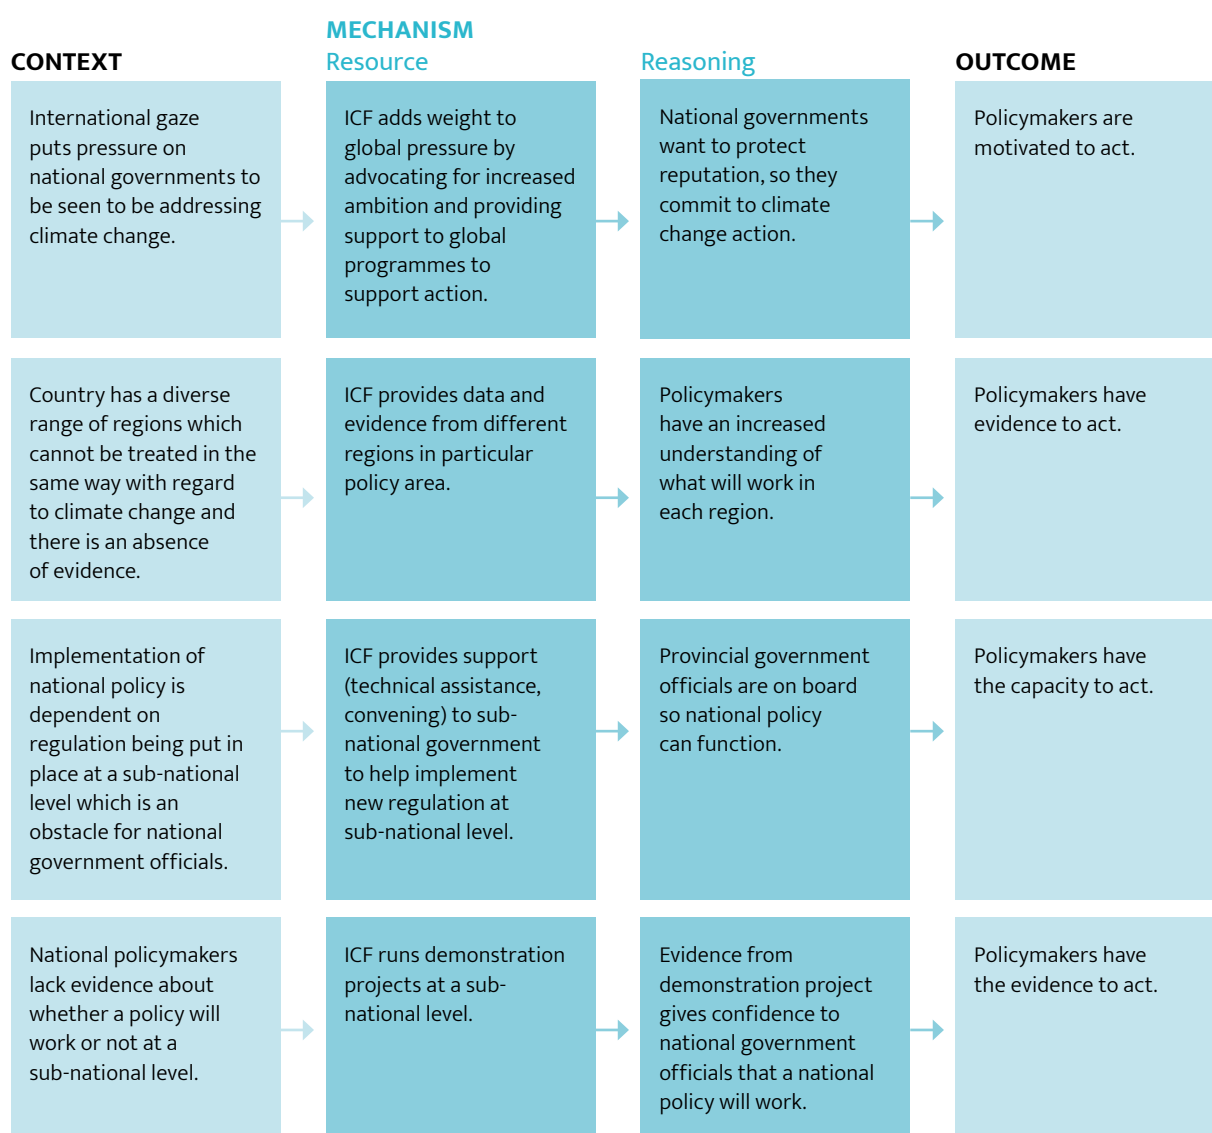 MECHANISM
CONTEXT
Resource
Reasoning
OUTCOME
International gaze
puts pressure on
national governments to
be seen to be addressing
climate change.
ICF adds weight to
global pressure by
advocating for increased
ambition and providing
support to global
programmes to
support action.
National governments
want to protect
reputation, so they
commit to climate
change action.
Policymakers are
motivated to act.
Country has a diverse
range of regions which
cannot be treated in the
same way with regard
to climate change and
there is an absence
of evidence.
ICF provides data and
evidence from different
regions in particular
policy area.
Policymakers
have an increased
understanding of
what will work in
each region.
Policymakers have
evidence to act.
Implementation of
national policy is
dependent on
regulation being put in
place at a sub-national
level which is an
obstacle for national
government officials.
ICF provides support
(technical assistance,
convening) to sub-
national government
to help implement
new regulation at
sub-national level.
Provincial government
officials are on board
so national policy
can function.
Policymakers have
the capacity to act.
National policymakers
lack evidence about
whether a policy will
work or not at a
sub-national level.
ICF runs demonstration
projects at a sub-
national level.
Evidence from
demonstration project
gives confidence to
national government
officials that a national
policy will work.
Policymakers have
the evidence to act.